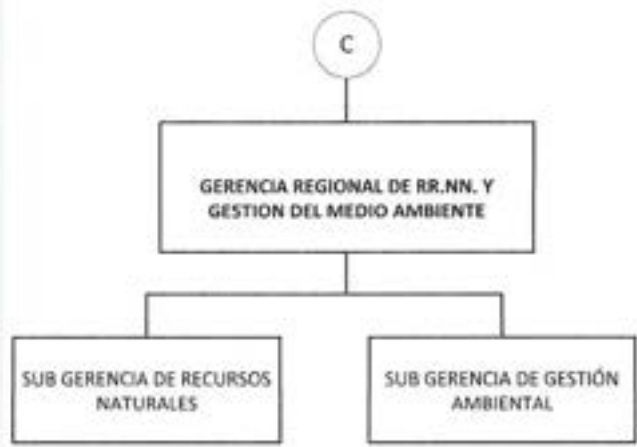 C
GERENCIA REGIONAL DE RR.NN. Y
GESTION DEL MEDIO AMBIENTE
SUB GERENCIA DE RECURSOS
NATURALES
SUB GERENCIA DE GESTIÓN
AMBIENTAL